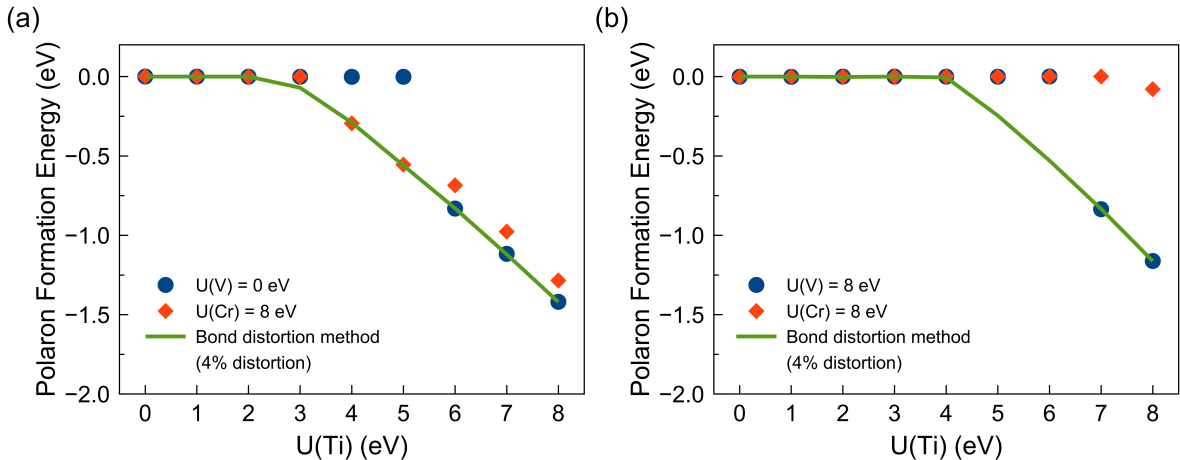 (a)
Polaron Formation Energy (eV)
0.0
−0.5
−1.0
−1.5
−2.0
U(V) = 0 eV
U(Cr) = 8 eV
Bond distortion method
(4% distortion)
0 1 2 3 4 5 6 7 8
U(Ti) (eV)
(b)
Polaron Formation Energy (eV)
0.0
−0.5
−1.0
−1.5
−2.0
U(V) = 8 eV
U(Cr) = 8 eV
Bond distortion method
(4% distortion)
0 1 2 3 4 5 6 7 8
U(Ti) (eV)